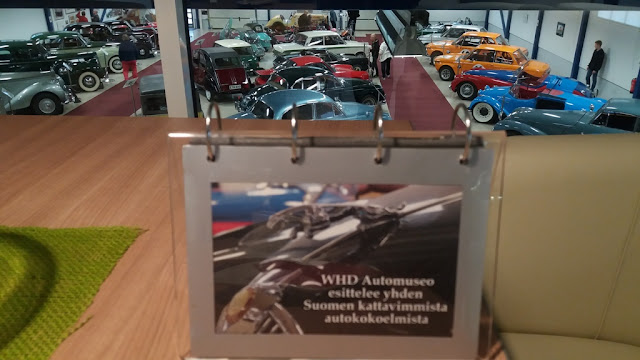 WHD Automuseo
esittelee yhden
Suomen kattavimmista
autokokoelmista